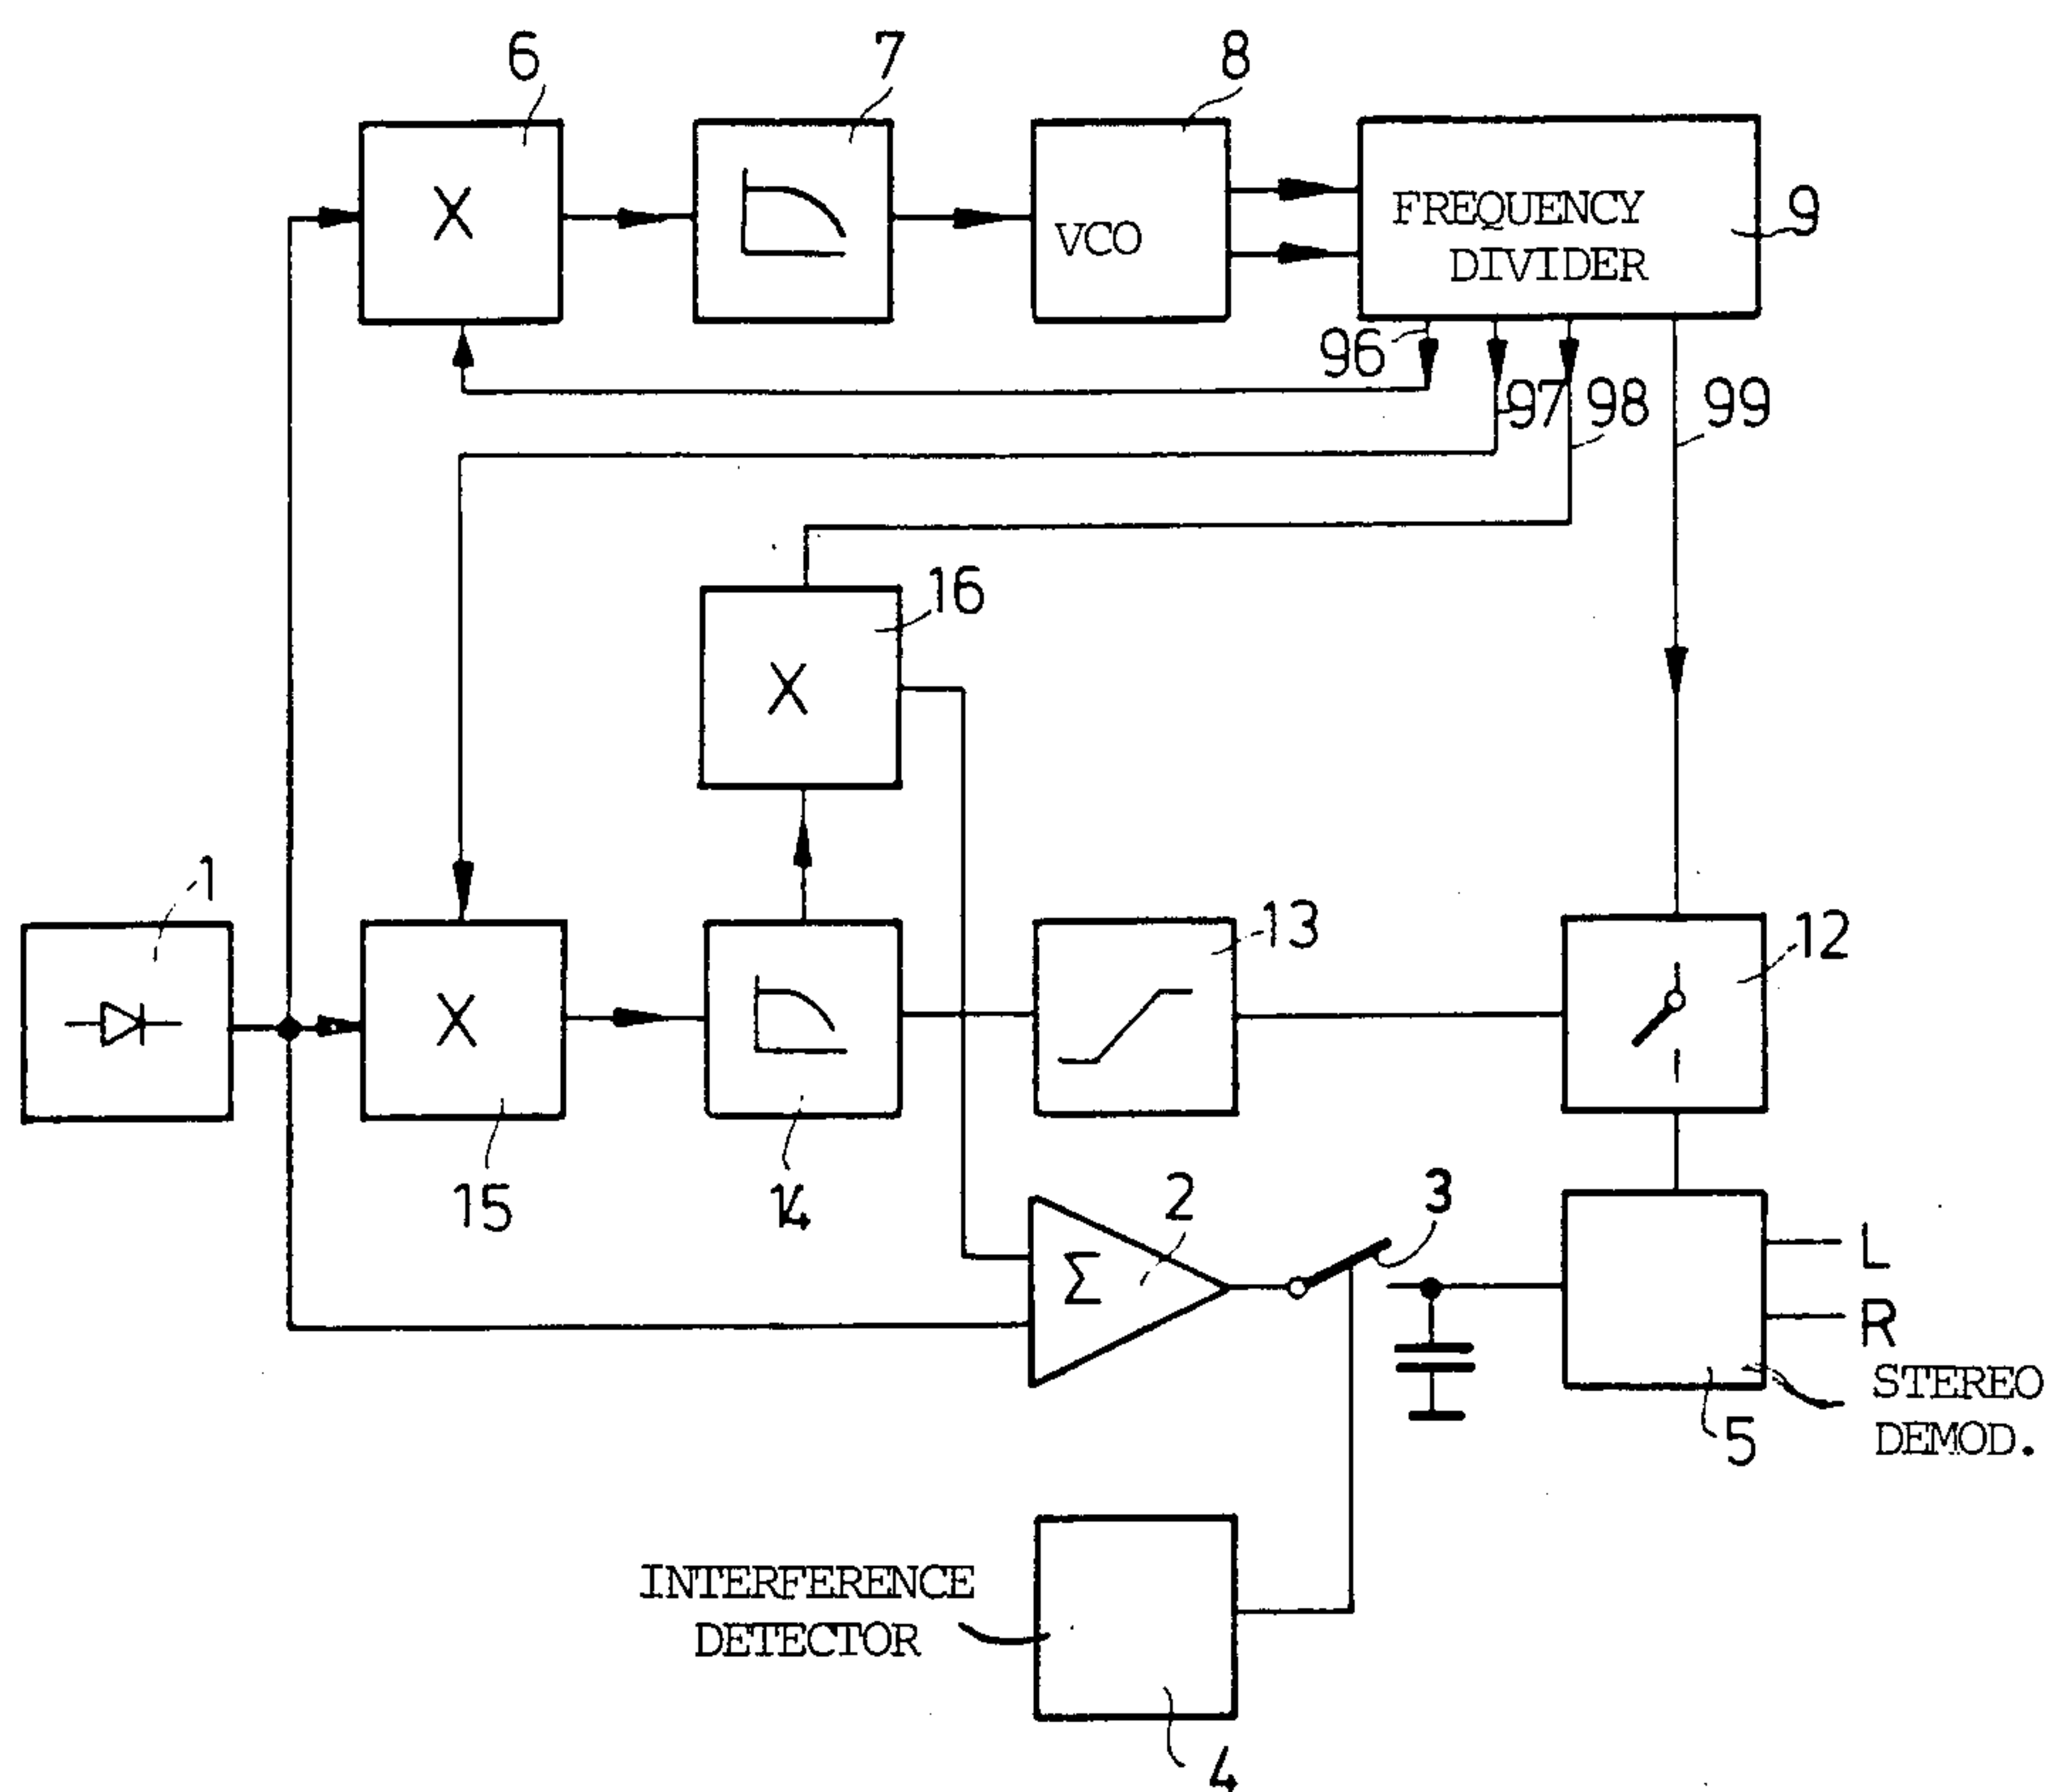 6
7
8
X
VCO
FREQUENCY
DIVIDER
9
96
97
98
99
16
X
1
X
13
12
15
14
2
3
Σ
L
R
STEREO
DEMOD.
5
INTERFERENCE
DETECTOR
4